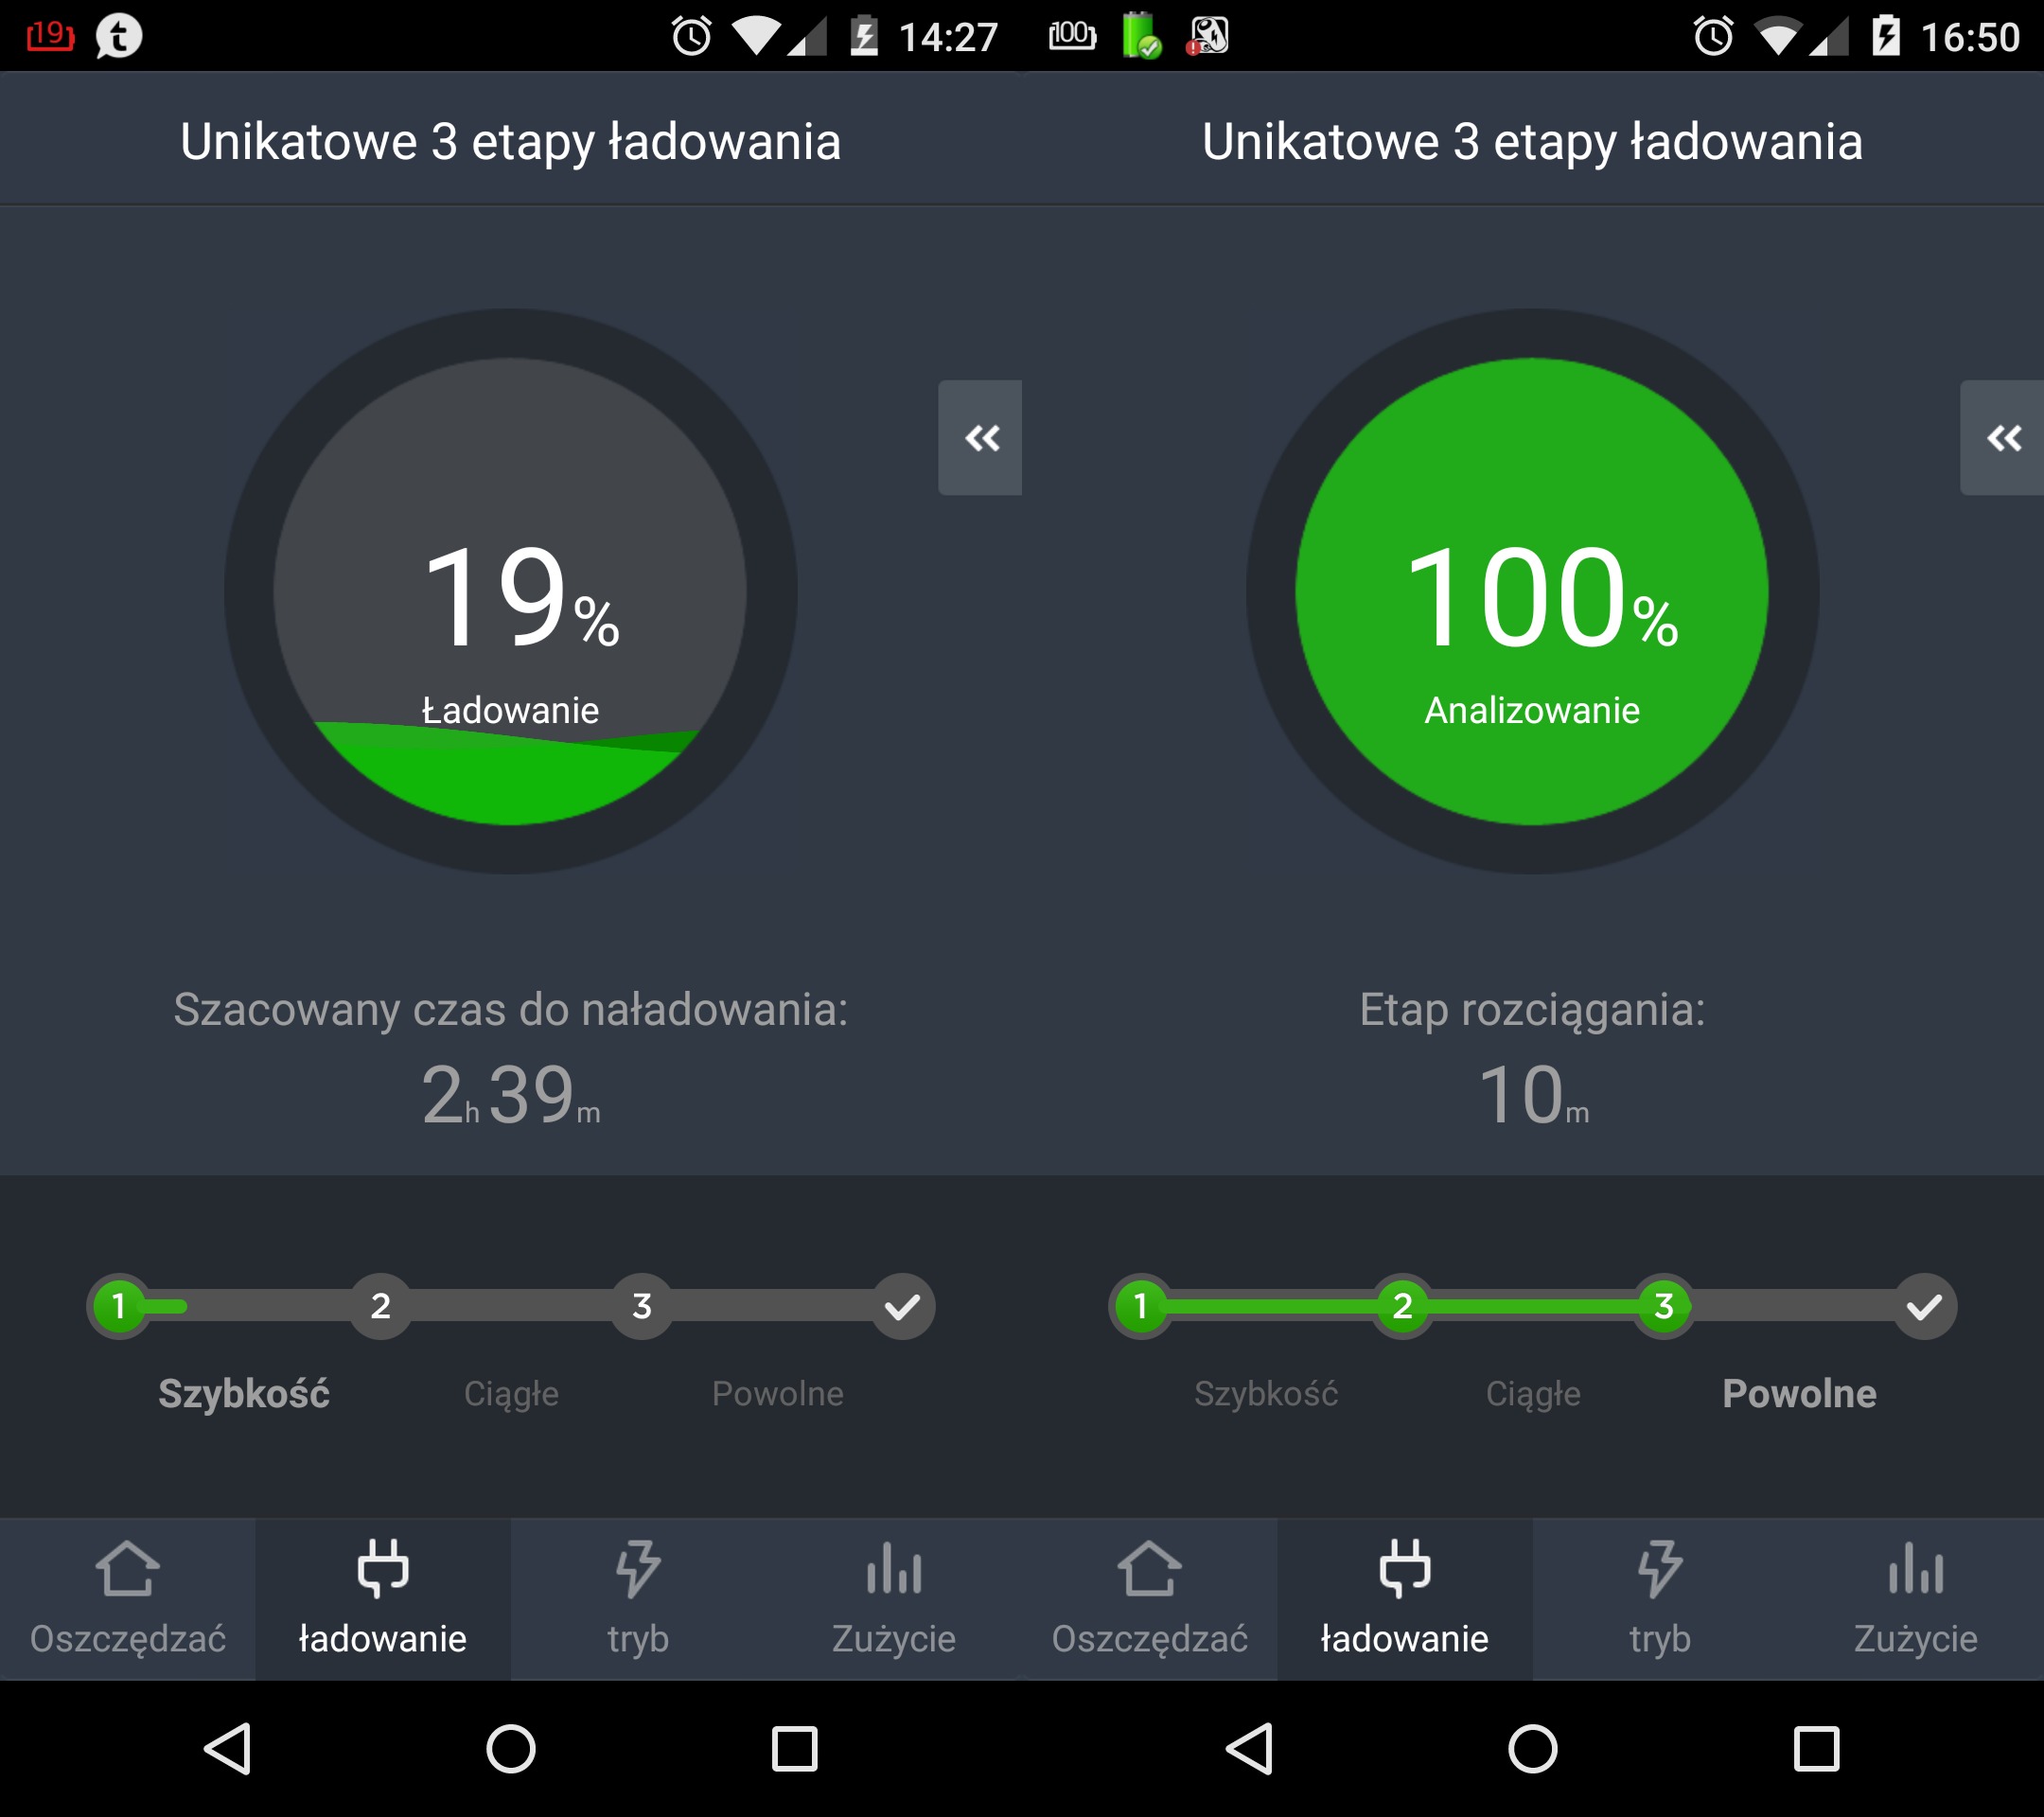 19
t
14:27
Unikatowe 3 etapy ładowania
19%
Ładowanie
Szacowany czas do naładowania:
2h 39m
1 2 3
Szybkość Ciągłe Powolne
Oszczędzać ładowanie tryb Zużycie
100
16:50
Unikatowe 3 etapy ładowania
100%
Analizowanie
Etap rozciągania:
10m
1 2 3
Szybkość Ciągłe Powolne
Oszczędzać ładowanie tryb Zużycie